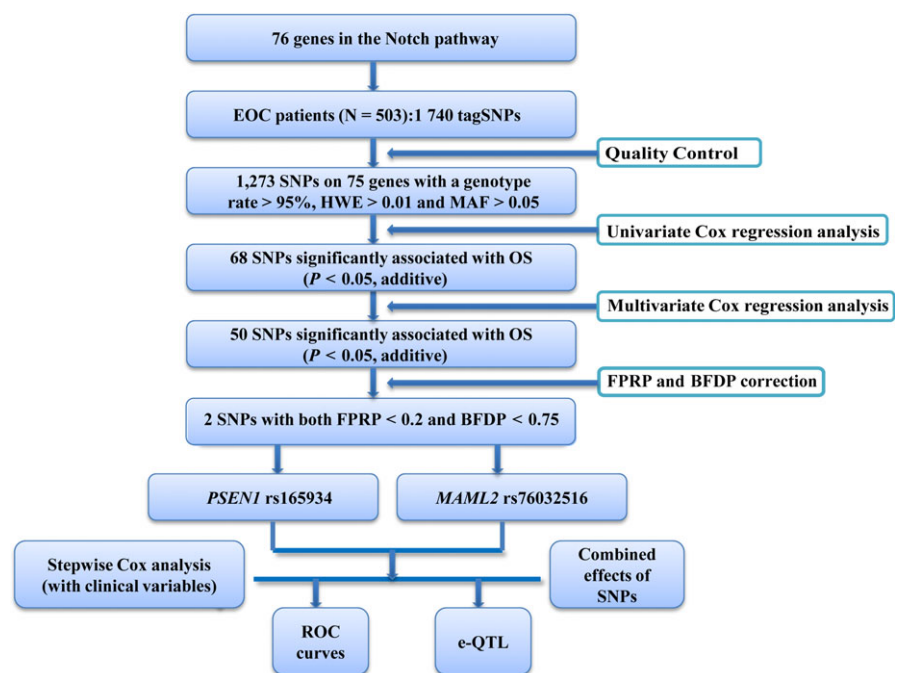 76 genes in the Notch pathway
EOC patients (N = 503):1 740 tagSNPs
Quality Control
1,273 SNPs on 75 genes with a genotype
rate > 95%, HWE > 0.01 and MAF > 0.05
Univariate Cox regression analysis
68 SNPs significantly associated with OS
(P < 0.05, additive)
Multivariate Cox regression analysis
50 SNPs significantly associated with OS
(P < 0.05, additive)
FPRP and BFDP correction
2 SNPs with both FPRP < 0.2 and BFDP < 0.75
PSEN1 rs165934
MAML2 rs76032516
Stepwise Cox analysis
(with clinical variables)
Combined
effects of
SNPs
ROC
curves
e-QTL